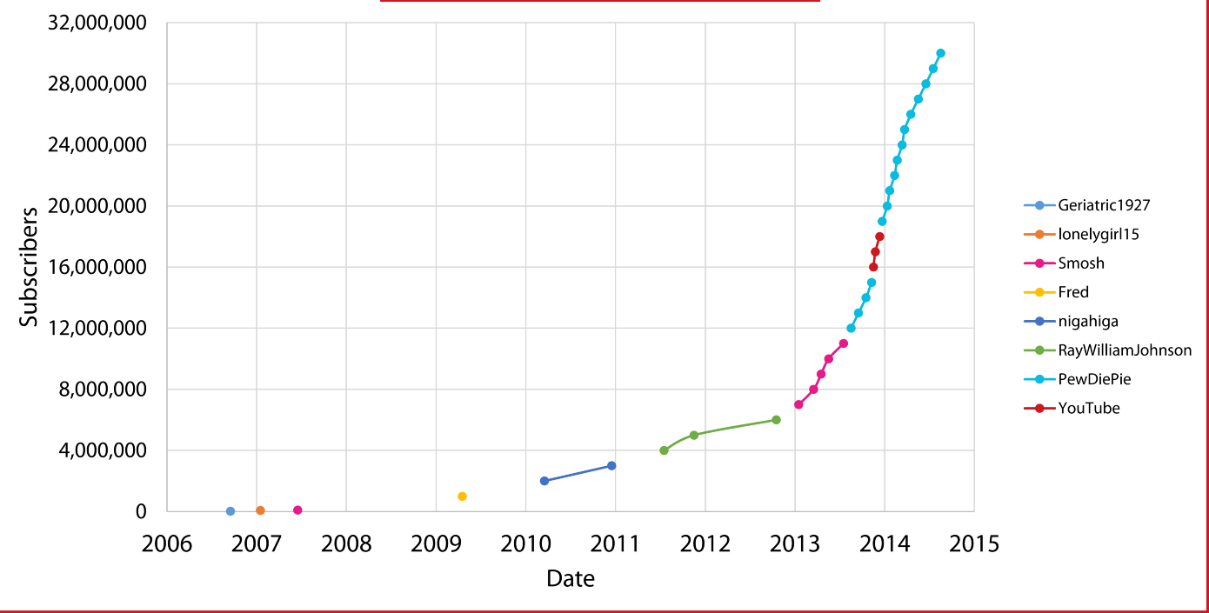 32,000,000
28,000,000
24,000,000
20,000,000
16,000,000
12,000,000
8,000,000
4,000,000
0
Subscribers
2006 2007 2008 2009 2010 2011 2012 2013 2014 2015
Date
Geriatric1927
lonelygirl15
Smosh
Fred
nigahiga
RayWilliamJohnson
PewDiePie
YouTube